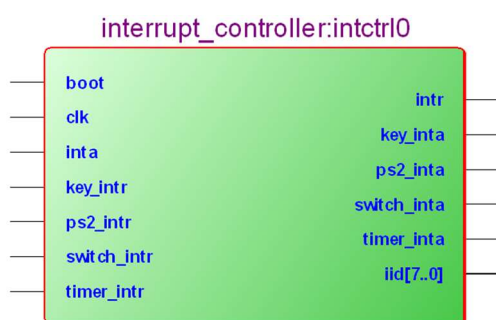 interrupt_controller:intctrl0
boot
clk
inta
key_intr
ps2_intr
switch_intr
timer_intr
intr
key_inta
ps2_inta
switch_inta
timer_inta
iid[7..0]